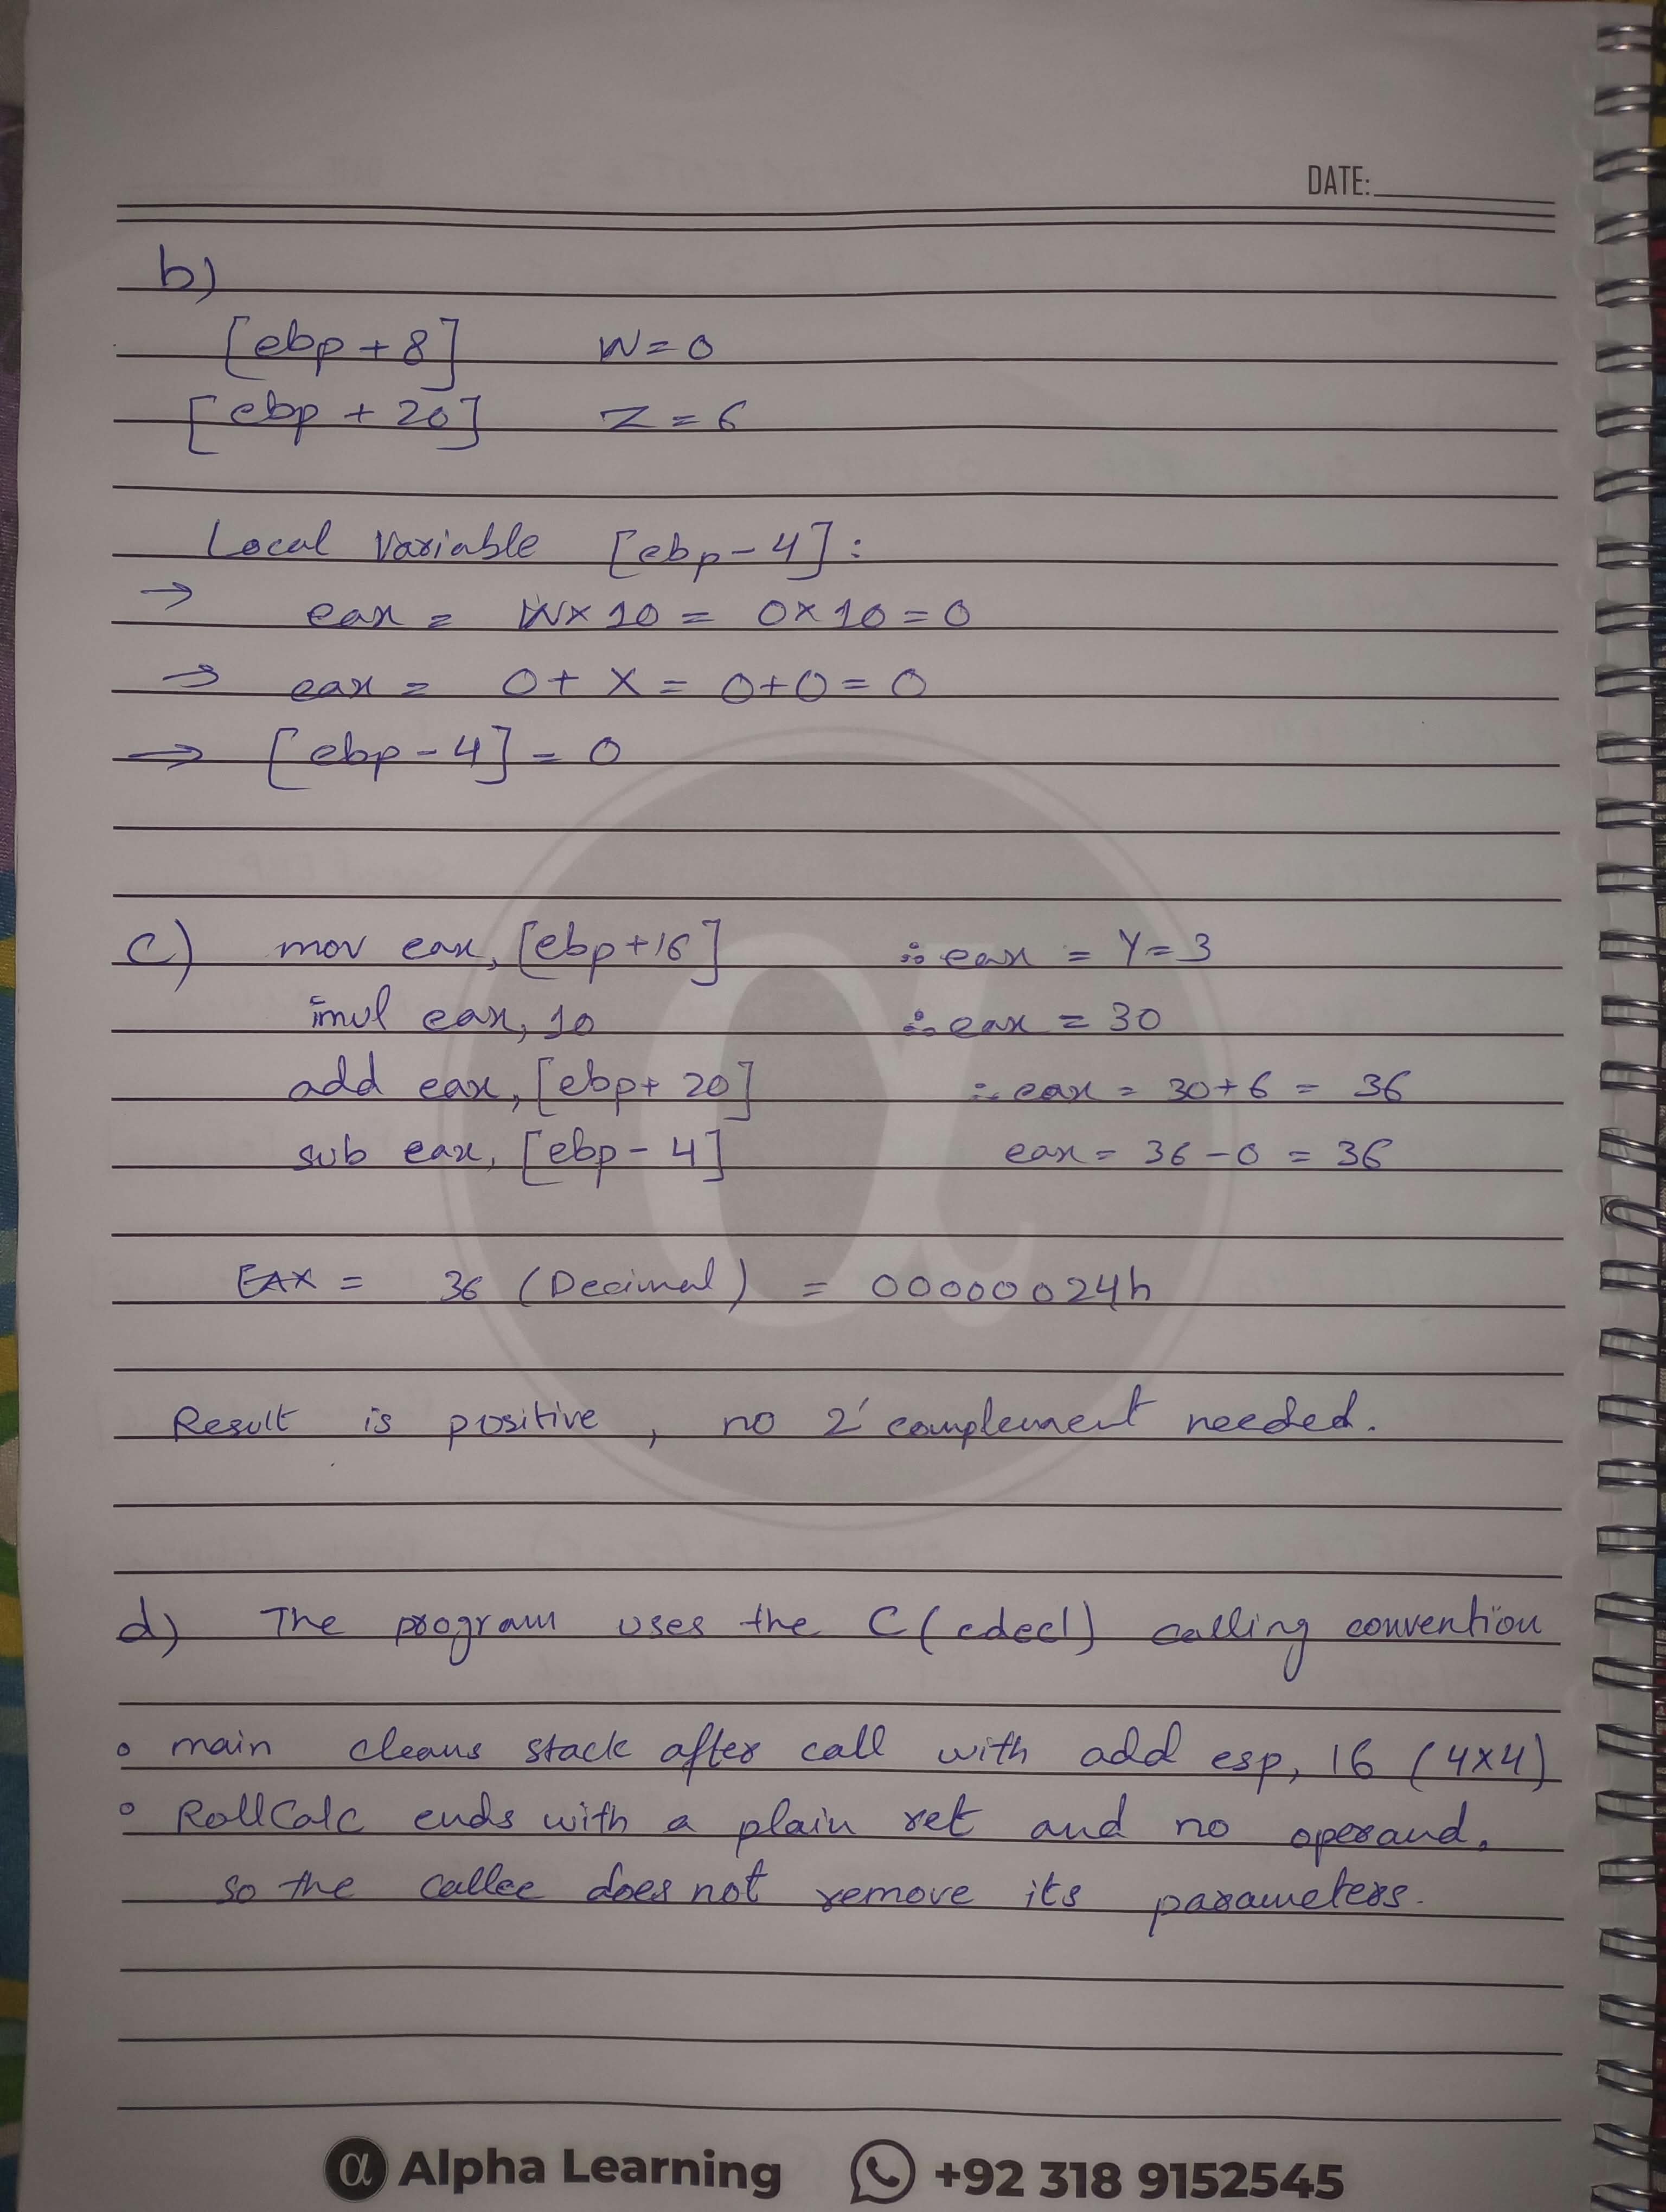 DATE:
b)
[ebp + 8] W = 0
[ebp + 20] Z = 6
Local Variable [ebp - 4] :
→ eax = W × 10 = 0 × 10 = 0
→ eax = 0 + X = 0 + 0 = 0
→ [ebp - 4] = 0
c) mov eax, [ebp+16] ∴ eax = Y = 3
imul eax, 10 ∴ eax = 30
add eax, [ebp + 20] ∴ eax = 30 + 6 = 36
sub eax, [ebp - 4] eax = 36 - 0 = 36
EAX = 36 (Decimal) = 00000024h
Result is positive , no 2' complement needed.
d) The program uses the C (cdecl) calling convention
• main cleans stack after call with add esp, 16 (4×4)
• RollCalc ends with a plain ret and no operand,
so the callee does not remove its parameters.
α Alpha Learning +92 318 9152545